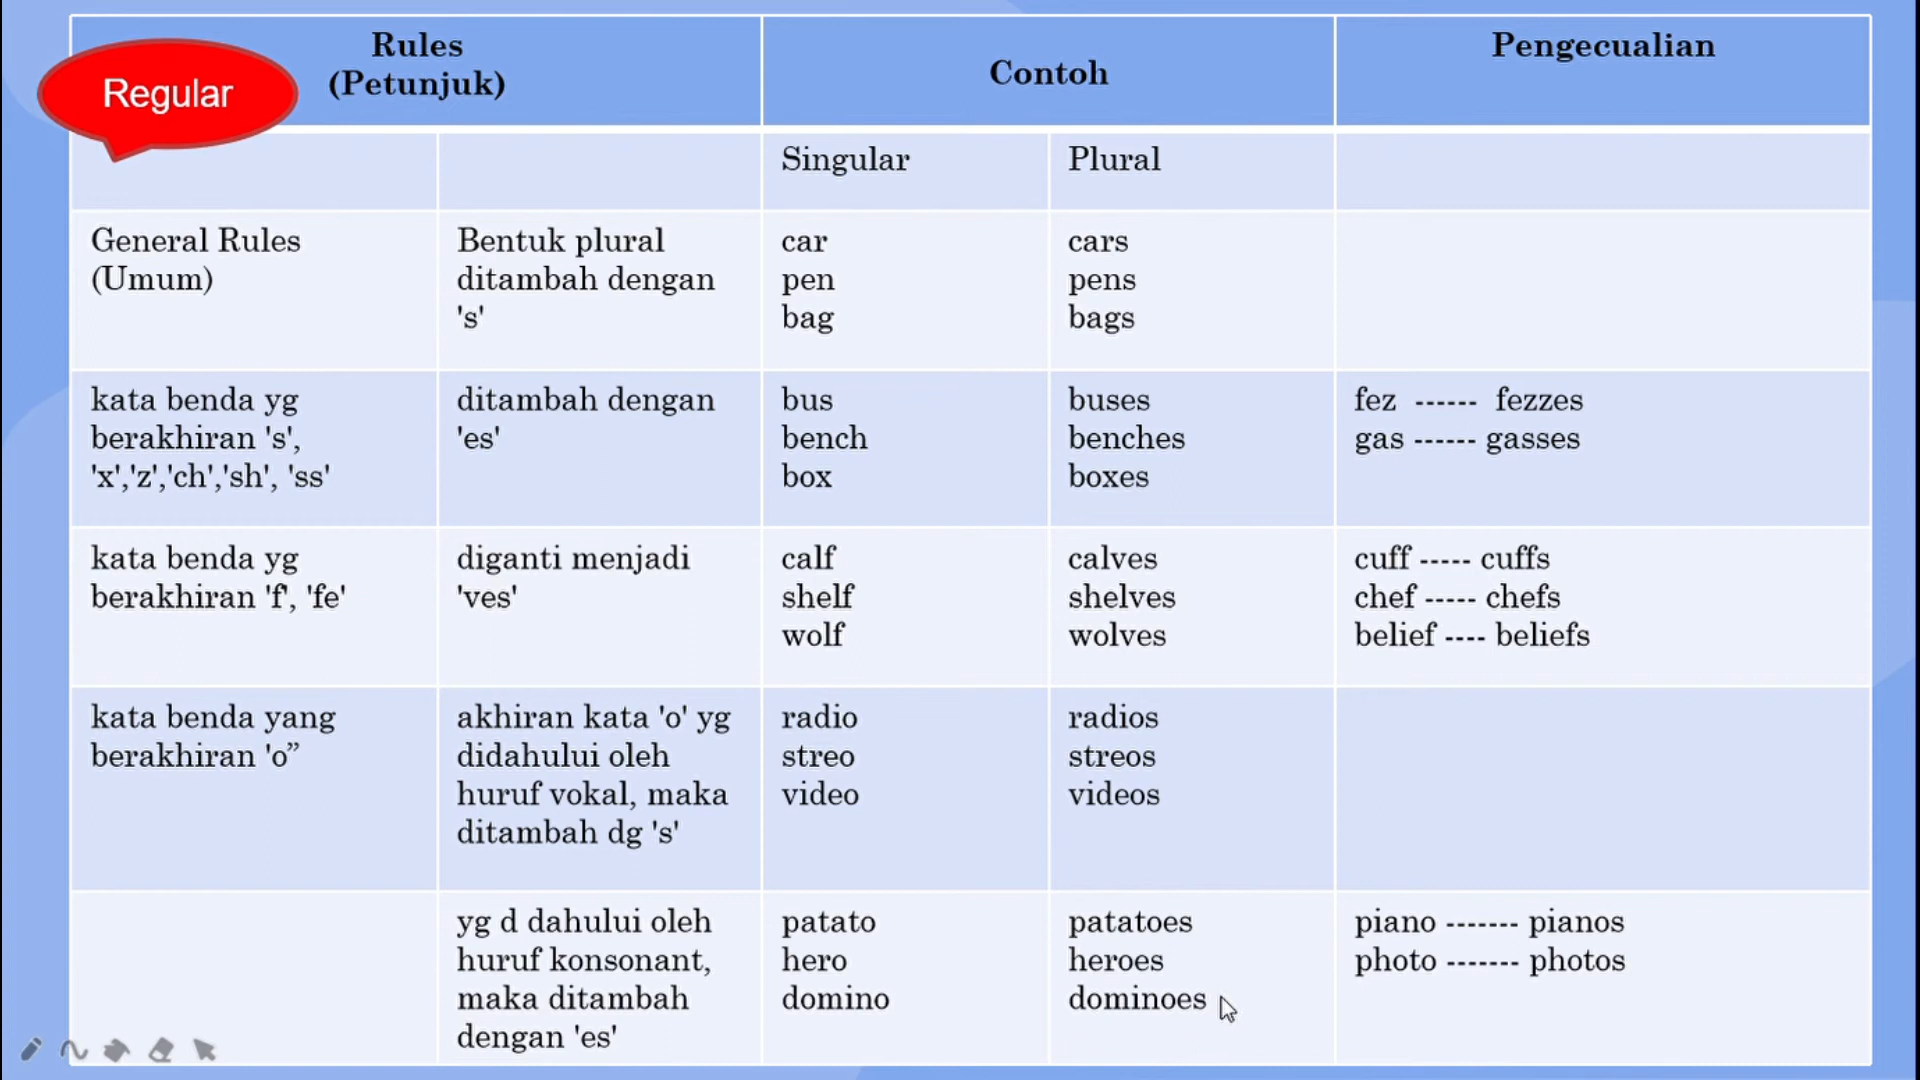 Regular
Rules
(Petunjuk)
Contoh
Pengecualian
Singular
Plural
General Rules
(Umum)
Bentuk plural
ditambah dengan
's'
car
pen
bag
cars
pens
bags
kata benda yg
berakhiran 's',
'x','z','ch','sh', 'ss'
ditambah dengan
'es'
bus
bench
box
buses
benches
boxes
fez ------ fezzes
gas ------ gasses
kata benda yg
berakhiran 'f', 'fe'
diganti menjadi
'ves'
calf
shelf
wolf
calves
shelves
wolves
cuff ----- cuffs
chef ----- chefs
belief ---- beliefs
kata benda yang
berakhiran 'o”
akhiran kata 'o' yg
didahului oleh
huruf vokal, maka
ditambah dg 's'
radio
streo
video
radios
streos
videos
yg d dahului oleh
huruf konsonant,
maka ditambah
dengan 'es'
patato
hero
domino
patatoes
heroes
dominoes
piano ------- pianos
photo ------- photos